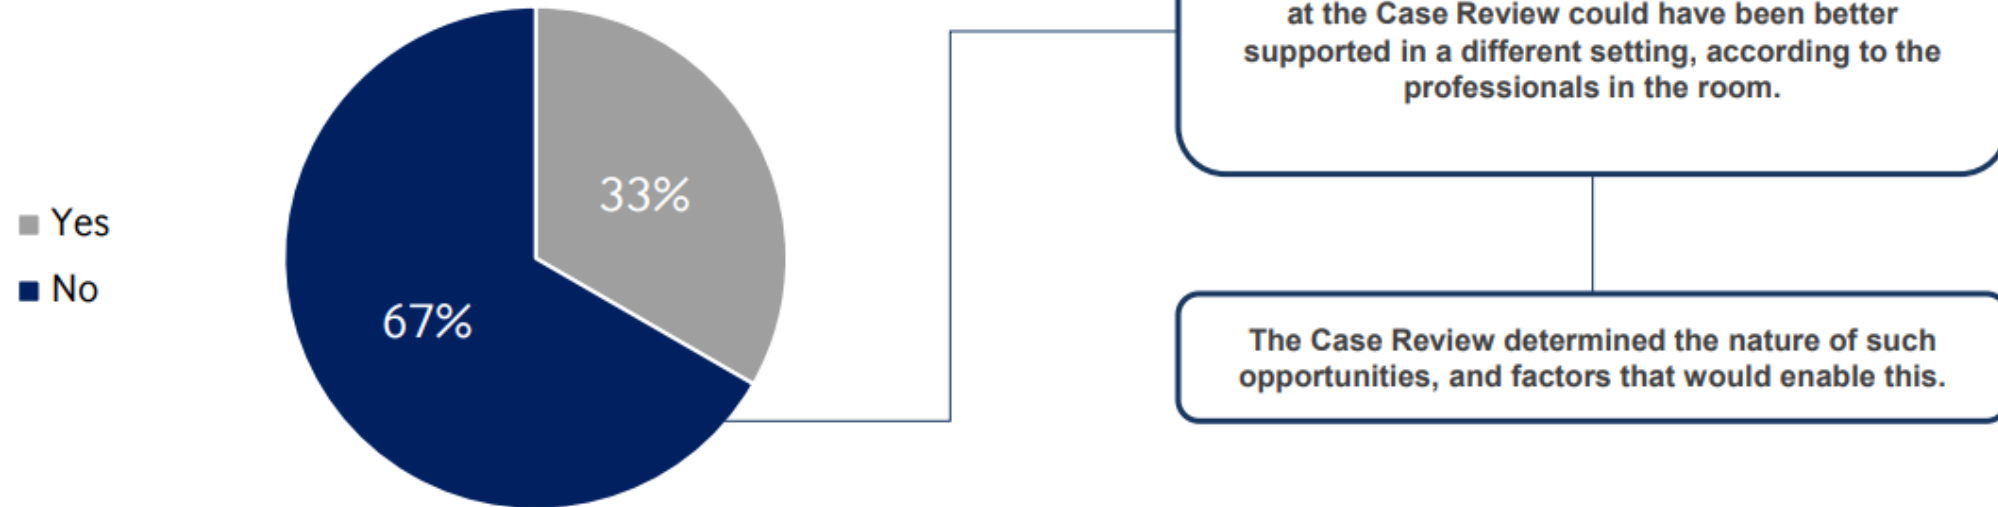 Yes
No
33%
67%
at the Case Review could have been better
supported in a different setting, according to the
professionals in the room.
The Case Review determined the nature of such
opportunities, and factors that would enable this.